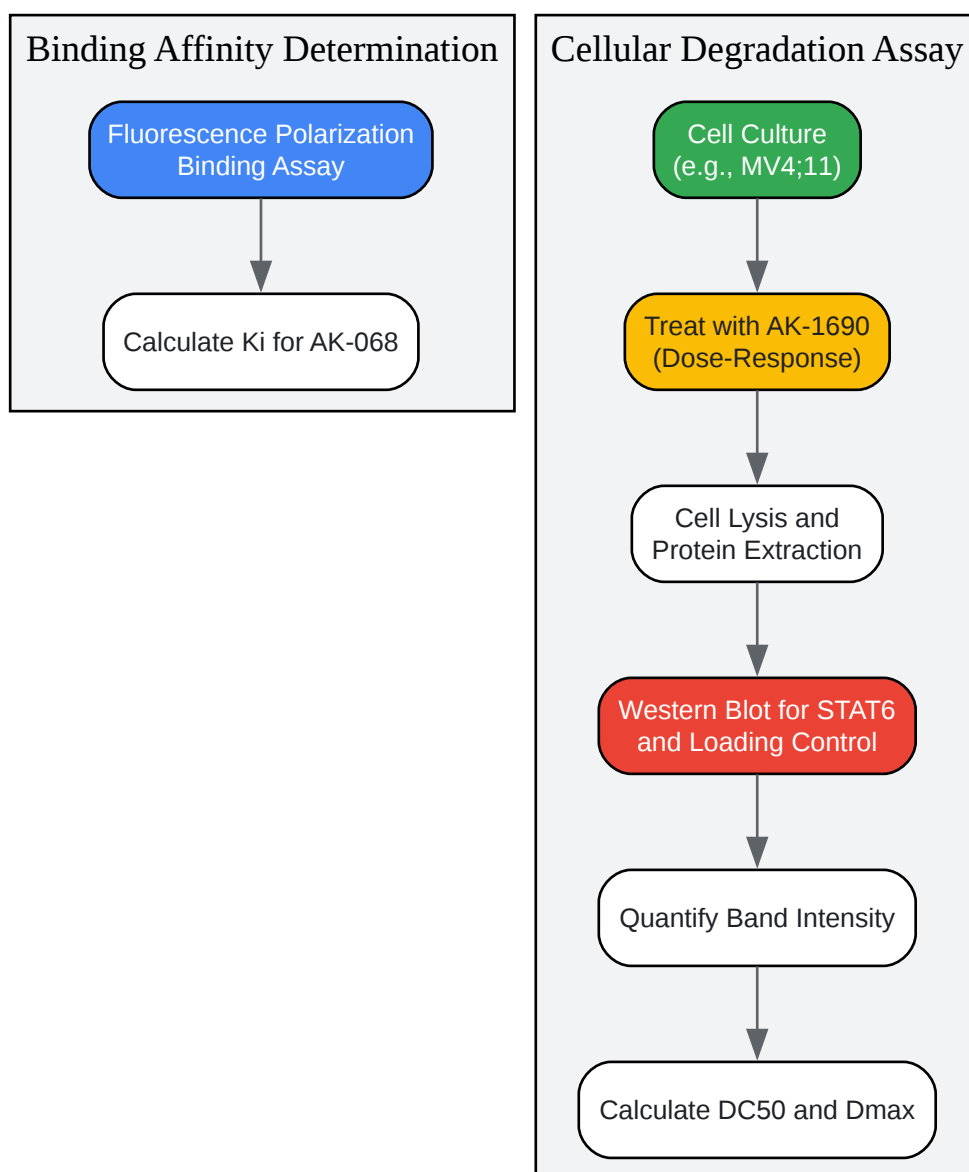 Binding Affinity Determination
Fluorescence Polarization
Binding Assay
Calculate Ki for AK-068
Cellular Degradation Assay
Cell Culture
(e.g., MV4;11)
Treat with AK-1690
(Dose-Response)
Cell Lysis and
Protein Extraction
Western Blot for STAT6
and Loading Control
Quantify Band Intensity
Calculate DC50 and Dmax